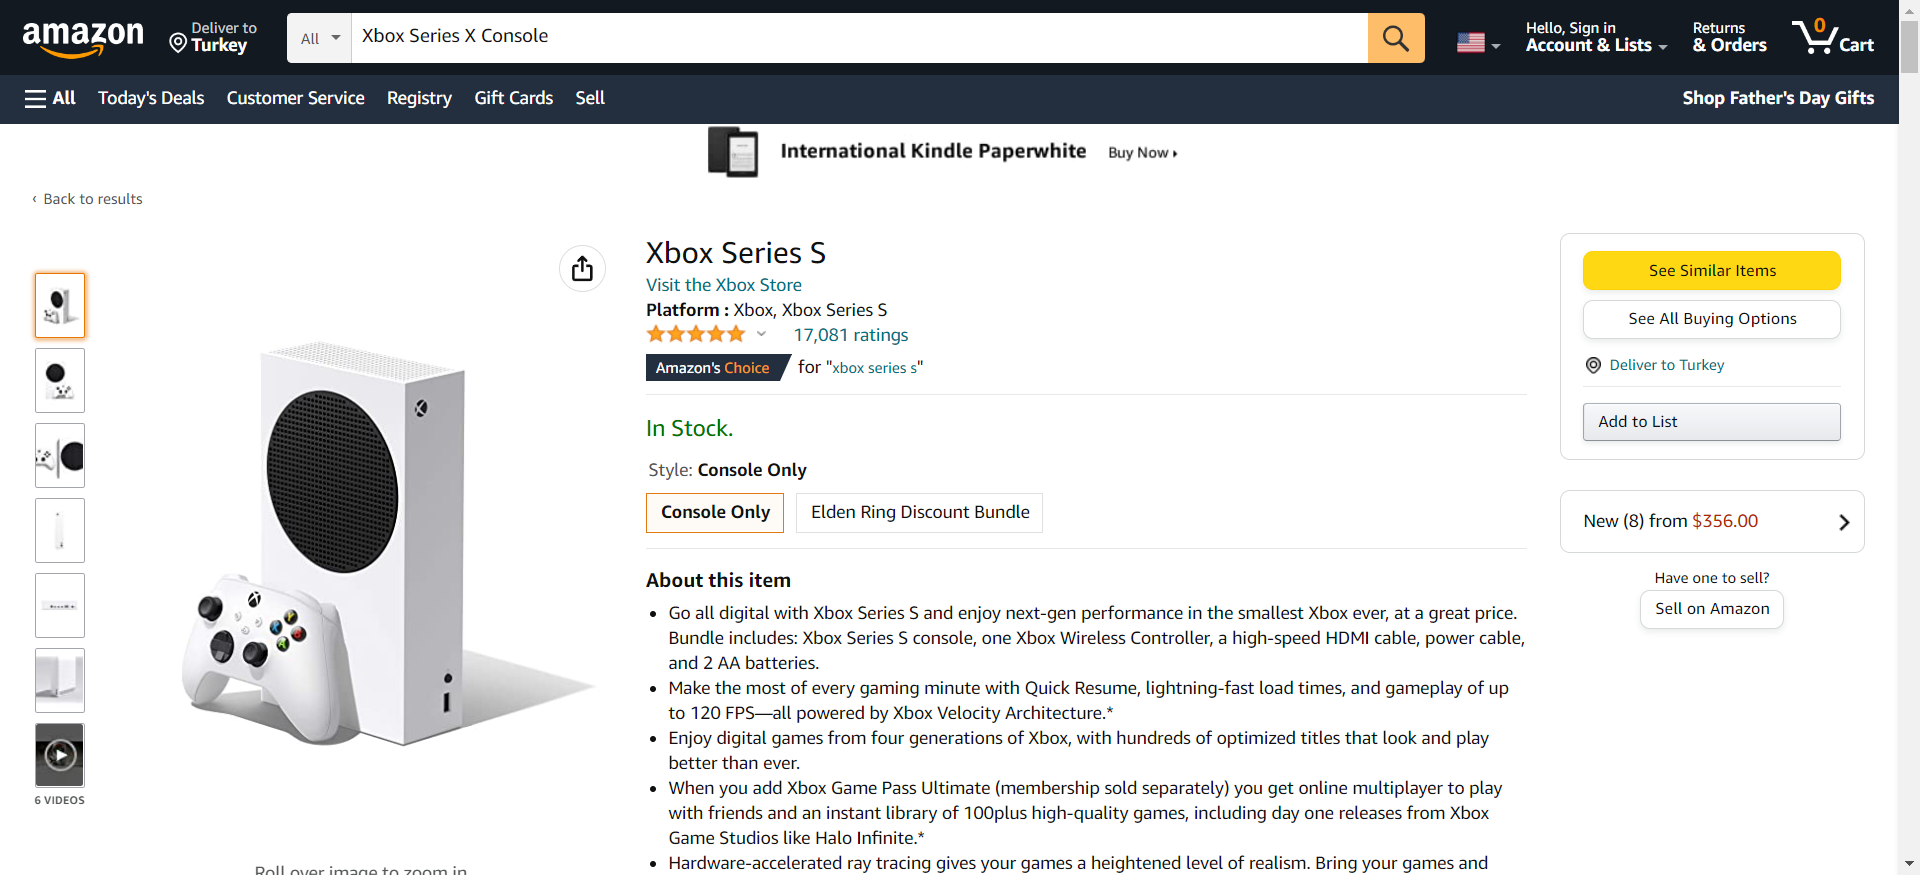 amazon
Deliver to
Turkey
All
Xbox Series X Console
Hello, Sign in
Account & Lists
Returns
& Orders
0
Cart
All
Today's Deals
Customer Service
Registry
Gift Cards
Sell
Shop Father's Day Gifts
International Kindle Paperwhite
Buy Now
‹ Back to results
6 VIDEOS
Roll over image to zoom in
Xbox Series S
Visit the Xbox Store
Platform : Xbox, Xbox Series S
17,081 ratings
Amazon's Choice for "xbox series s"
In Stock.
Style: Console Only
Console Only
Elden Ring Discount Bundle
About this item
• Go all digital with Xbox Series S and enjoy next-gen performance in the smallest Xbox ever, at a great price.
Bundle includes: Xbox Series S console, one Xbox Wireless Controller, a high-speed HDMI cable, power cable,
and 2 AA batteries.
• Make the most of every gaming minute with Quick Resume, lightning-fast load times, and gameplay of up
to 120 FPS—all powered by Xbox Velocity Architecture.*
• Enjoy digital games from four generations of Xbox, with hundreds of optimized titles that look and play
better than ever.
• When you add Xbox Game Pass Ultimate (membership sold separately) you get online multiplayer to play
with friends and an instant library of 100plus high-quality games, including day one releases from Xbox
Game Studios like Halo Infinite.*
• Hardware-accelerated ray tracing gives your games a heightened level of realism. Bring your games and
See Similar Items
See All Buying Options
Deliver to Turkey
Add to List
New (8) from $356.00
Have one to sell?
Sell on Amazon